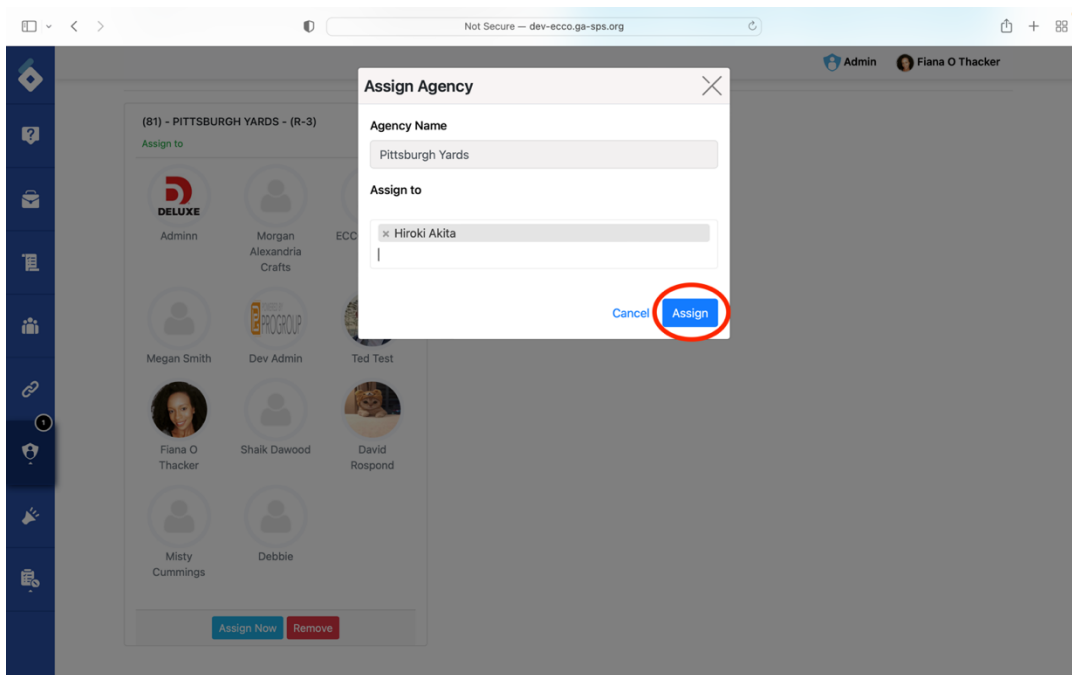 Not Secure — dev-ecco.ga-sps.org
Admin
Fiana O Thacker
Assign Agency
(81) - PITTSBURGH YARDS - (R-3)
Assign to
Agency Name
Pittsburgh Yards
Assign to
× Hiroki Akita
Cancel
Assign
DELUXE
Adminn
Morgan
Alexandria
Crafts
ECC
PROGROUP
Megan Smith
Dev Admin
Ted Test
1
Fiana O
Thacker
Shaik Dawood
David
Rospond
Misty
Cummings
Debbie
Assign Now
Remove